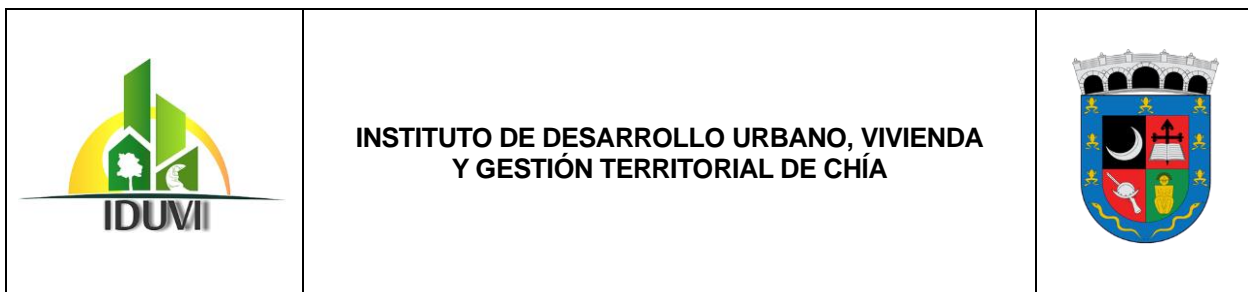 IDUVI
INSTITUTO DE DESARROLLO URBANO, VIVIENDA
Y GESTIÓN TERRITORIAL DE CHÍA